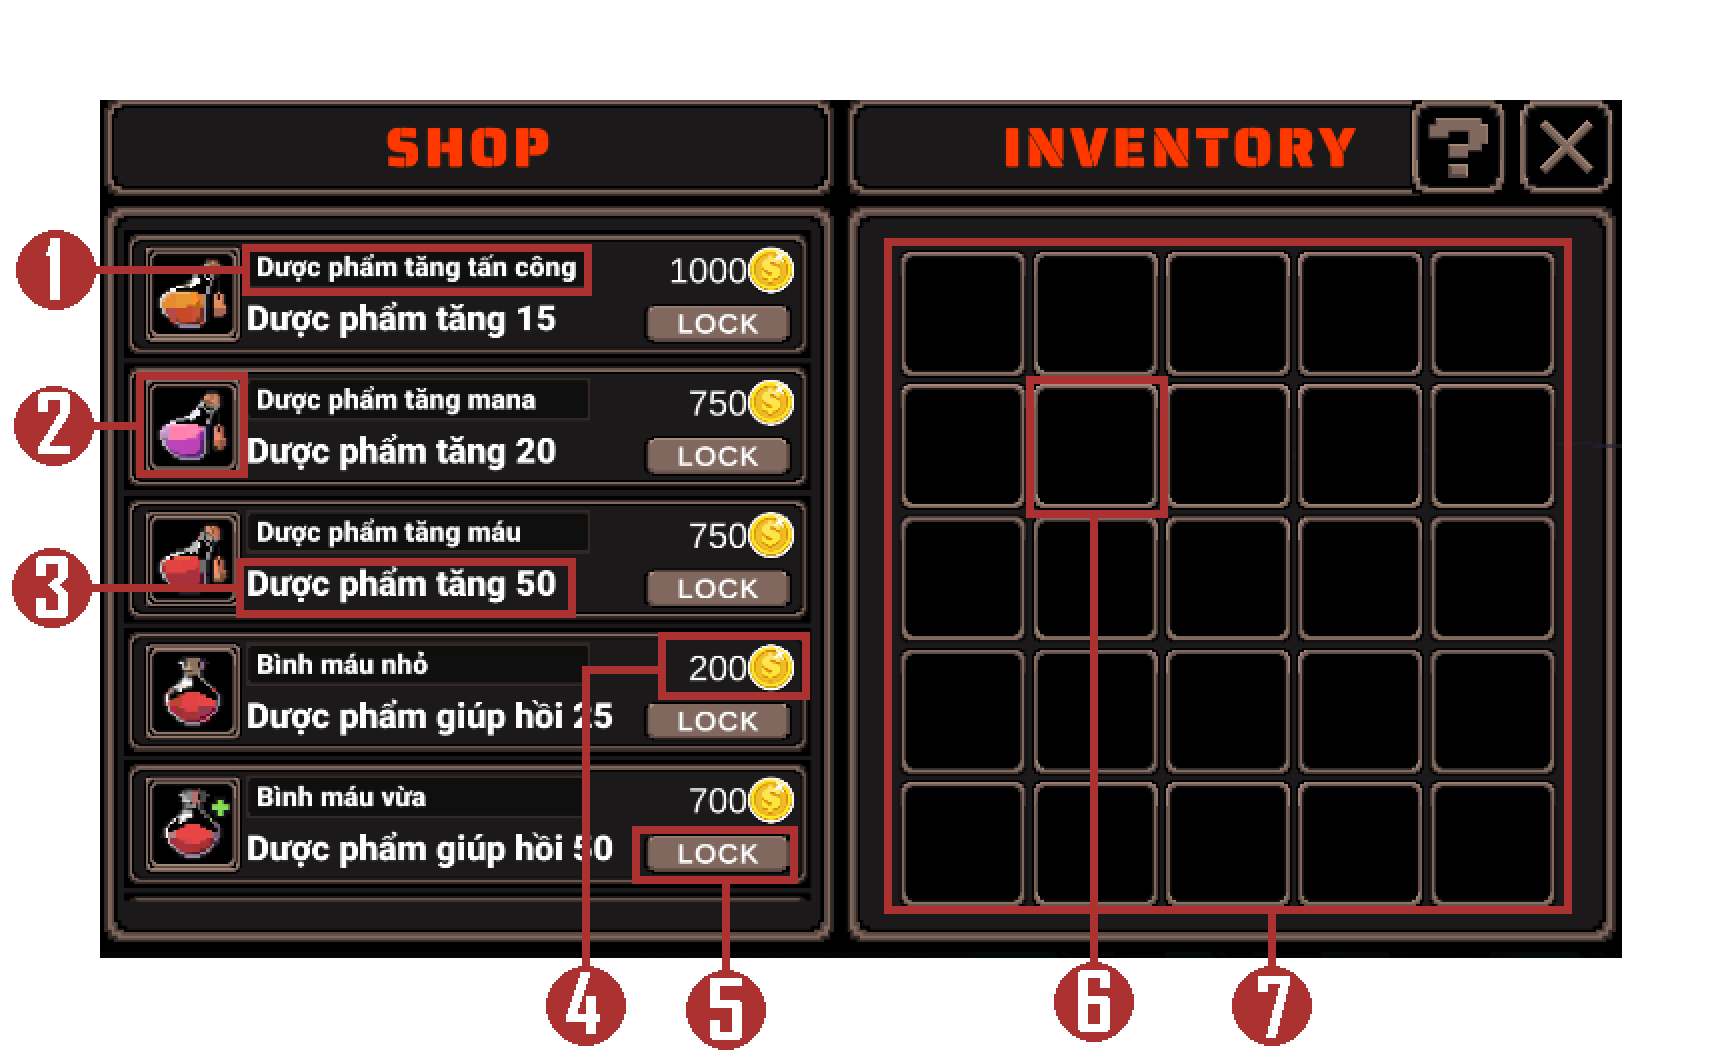 SHOP
INVENTORY
?
1
Dược phẩm tăng tấn công
1000
Dược phẩm tăng 15
LOCK
2
Dược phẩm tăng mana
750
Dược phẩm tăng 20
LOCK
3
Dược phẩm tăng máu
750
Dược phẩm tăng 50
LOCK
Bình máu nhỏ
200
Dược phẩm giúp hồi 25
LOCK
Bình máu vừa
700
Dược phẩm giúp hồi 50
LOCK
4
5
6
7